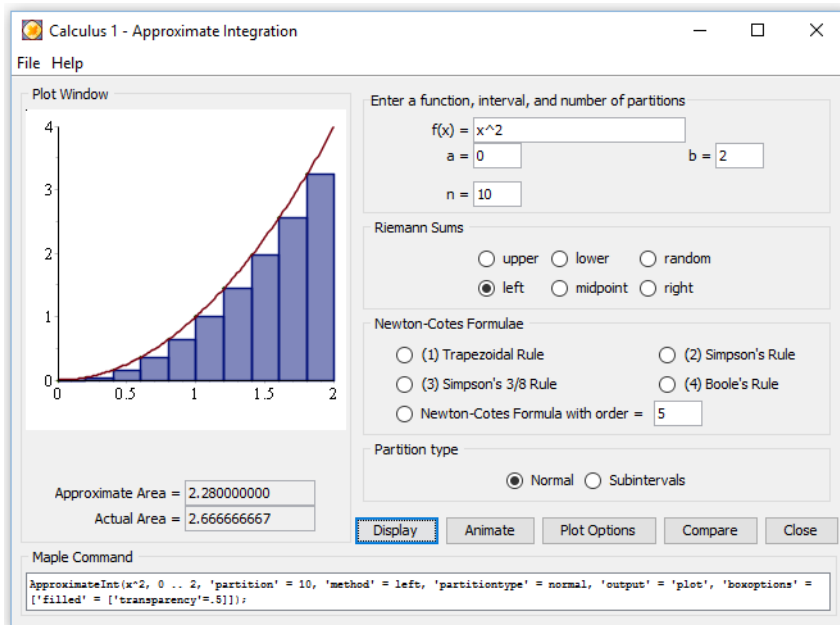 Calculus 1 - Approximate Integration
File Help
Plot Window
4
3
2
1
0
0 0.5 1 1.5 2
Approximate Area = 2.280000000
Actual Area = 2.666666667
Enter a function, interval, and number of partitions
f(x) = x^2
a = 0 b = 2
n = 10
Riemann Sums
upper lower random
left midpoint right
Newton-Cotes Formulae
(1) Trapezoidal Rule (2) Simpson's Rule
(3) Simpson's 3/8 Rule (4) Boole's Rule
Newton-Cotes Formula with order = 5
Partition type
Normal Subintervals
Display Animate Plot Options Compare Close
Maple Command
ApproximateInt(x^2, 0 .. 2, 'partition' = 10, 'method' = left, 'partitiontype' = normal, 'output' = 'plot', 'boxoptions' =
['filled' = ['transparency'=.5]]);